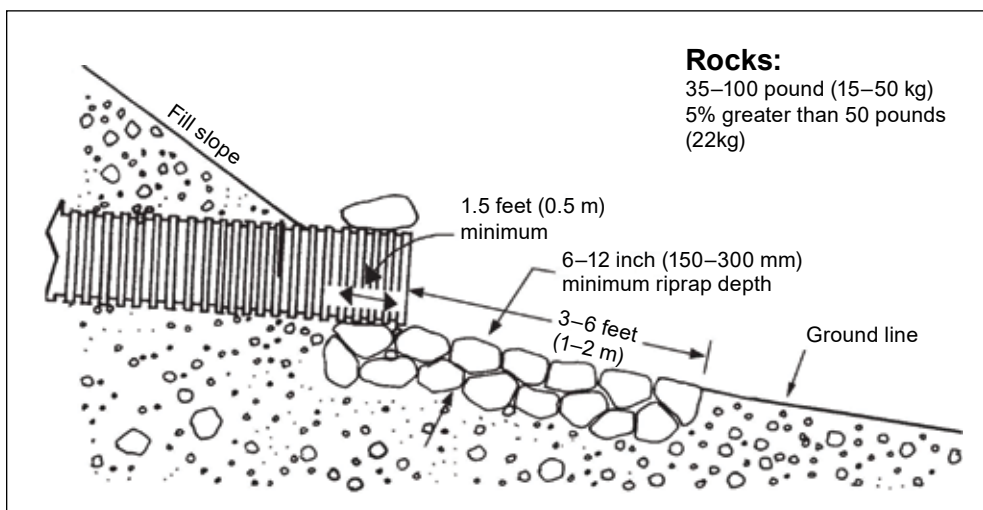 Rocks:
35–100 pound (15–50 kg)
5% greater than 50 pounds
(22kg)
Fill slope
1.5 feet (0.5 m)
minimum
6–12 inch (150–300 mm)
minimum riprap depth
3–6 feet
(1–2 m)
Ground line